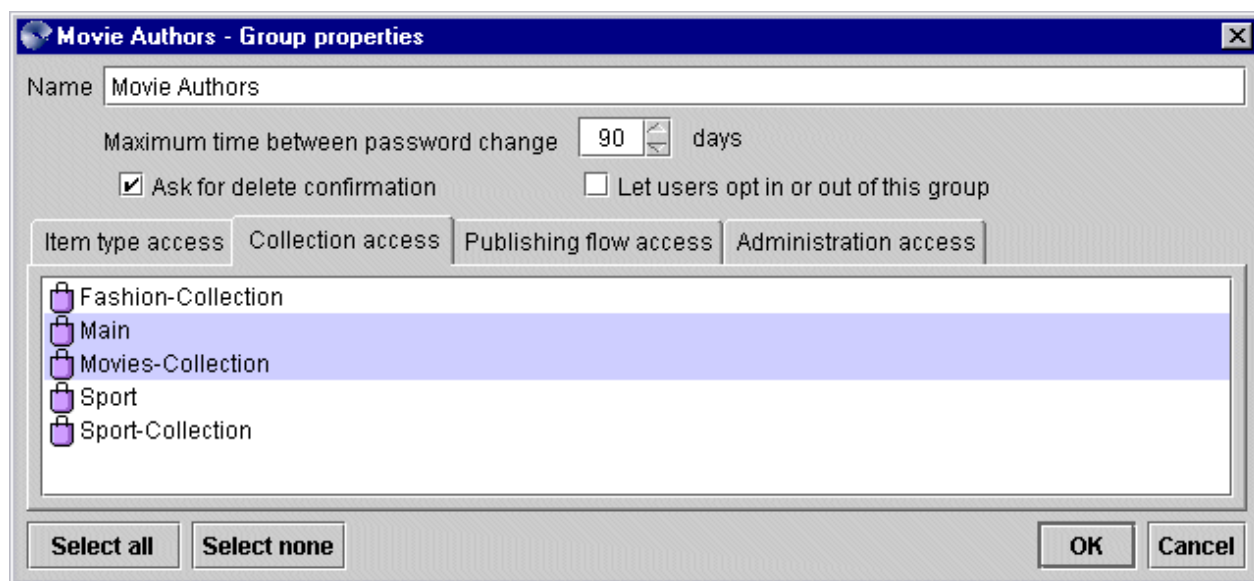 Movie Authors - Group properties
Name Movie Authors
Maximum time between password change 90 days
Ask for delete confirmation Let users opt in or out of this group
Item type access Collection access Publishing flow access Administration access
Fashion-Collection
Main
Movies-Collection
Sport
Sport-Collection
Select all Select none OK Cancel